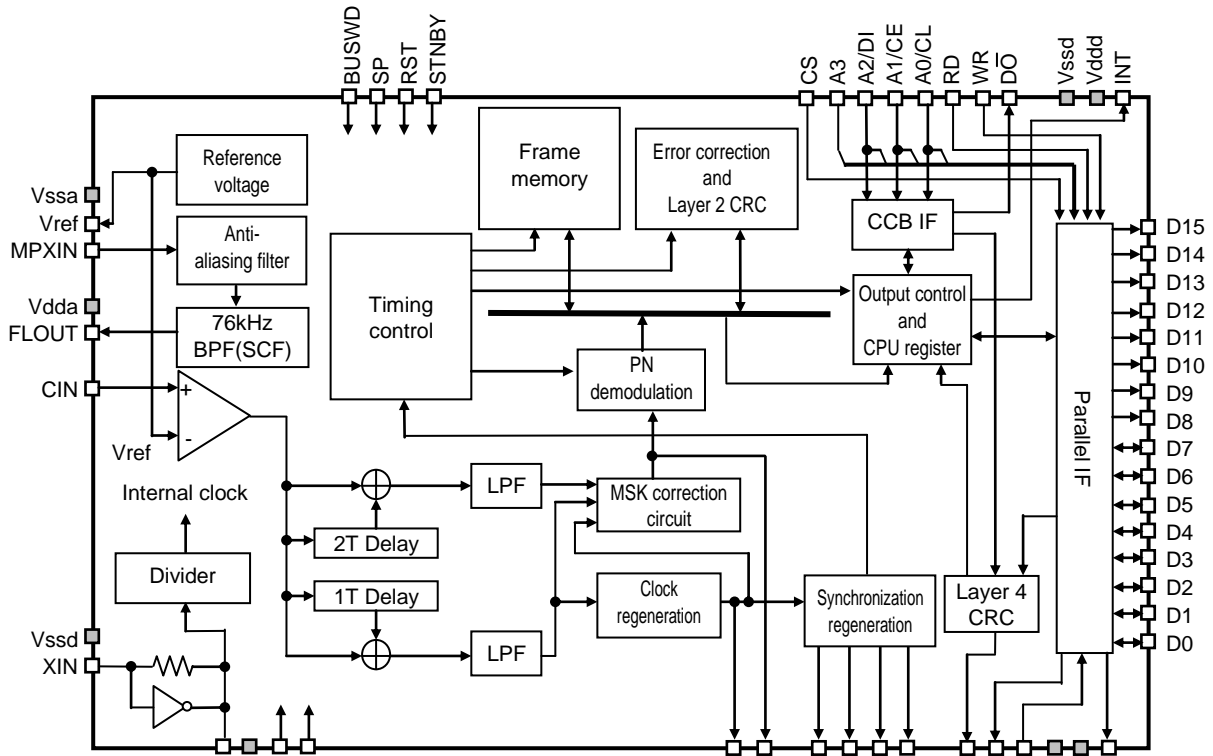 BUSWD
SP
RST
STNBY
CS
A3
A2/DI
A1/CE
A0/CL
RD
WR
DO
Vssd
Vddd
INT
Reference
voltage
Frame
memory
Error correction
and
Layer 2 CRC
Vssa
Vref
MPXIN
Anti-
aliasing filter
CCB IF
D15
D14
D13
D12
D11
D10
D9
D8
D7
D6
D5
D4
D3
D2
D1
D0
Vdda
FLOUT
76kHz
BPF(SCF)
Timing
control
Output control
and
CPU register
CIN
+
-
Vref
PN
demodulation
Parallel IF
Internal clock
LPF
MSK correction
circuit
2T Delay
Divider
1T Delay
Clock
regeneration
Synchronization
regeneration
Layer 4
CRC
Vssd
XIN
LPF